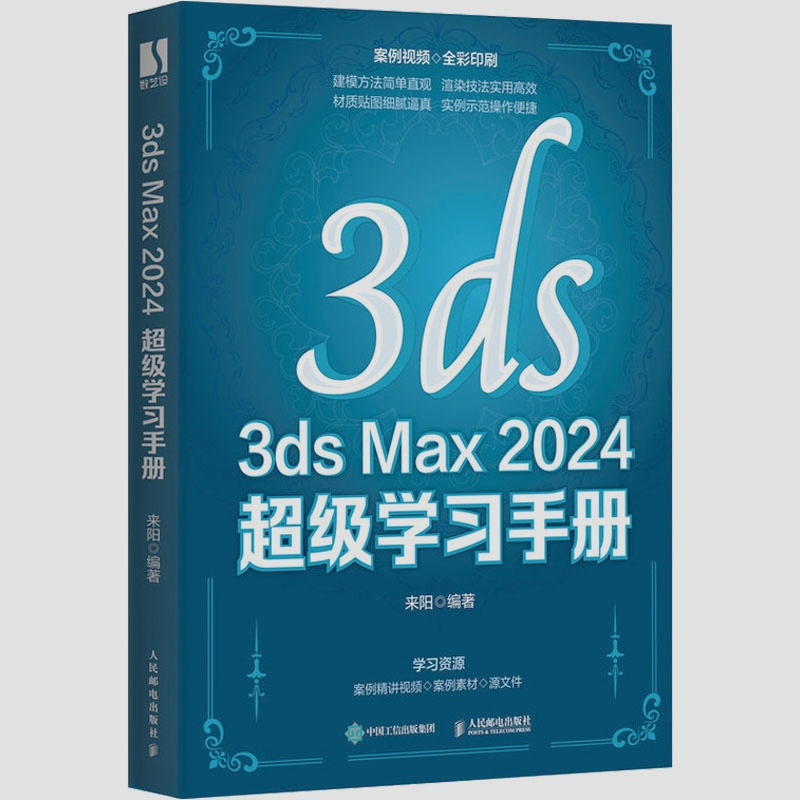 数艺设
3ds Max 2024 超级学习手册
来阳◎编著
人民邮电出版社
案例视频◇全彩印刷
建模方法简单直观 渲染技法实用高效
材质贴图细腻逼真 实例示范操作便捷
3ds
3ds Max 2024
超级学习手册
来阳◎编著
学习资源
案例精讲视频◇案例素材◇源文件
中国工信出版集团 人民邮电出版社
POSTS & TELECOM PRESS